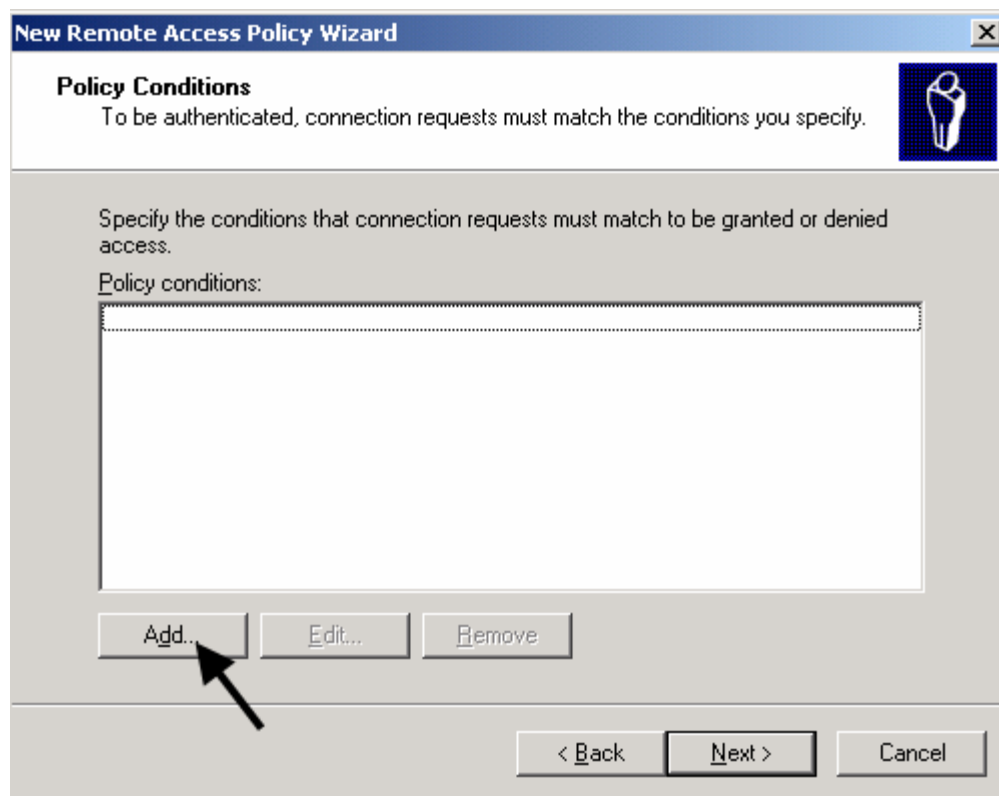 New Remote Access Policy Wizard
Policy Conditions
To be authenticated, connection requests must match the conditions you specify.
Specify the conditions that connection requests must match to be granted or denied
access.
Policy conditions:
Add... Edit... Remove
< Back Next > Cancel